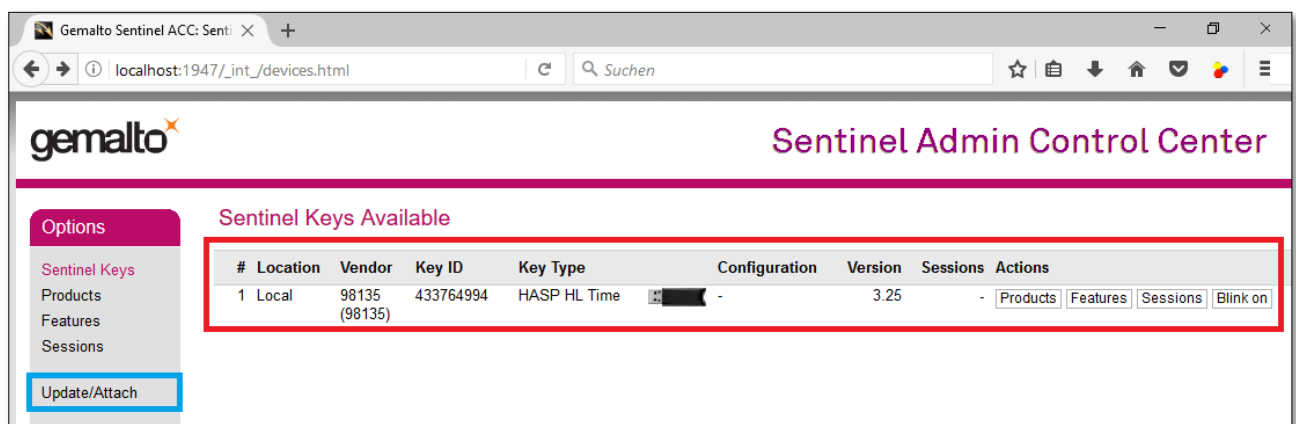 Gemalto Sentinel ACC: Senti
localhost:1947/_int_/devices.html
Suchen
gemalto
Sentinel Admin Control Center
Options
Sentinel Keys
Products
Features
Sessions
Update/Attach
Sentinel Keys Available
# Location Vendor Key ID Key Type Configuration Version Sessions Actions
1 Local 98135 433764994 HASP HL Time - 3.25 - Products Features Sessions Blink on
(98135)